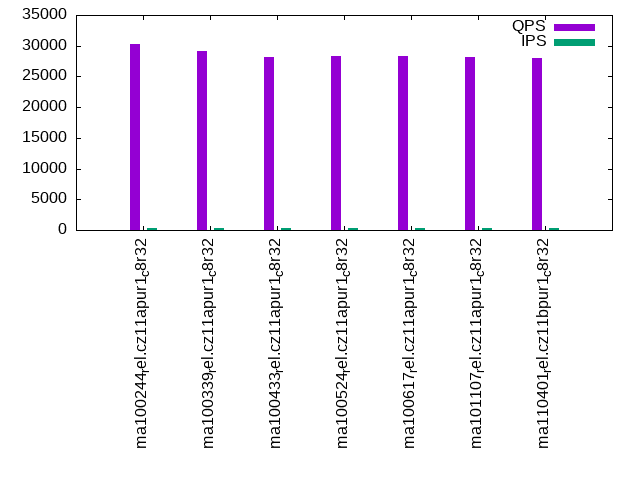 35000
30000
25000
20000
15000
10000
5000
0
QPS
IPS
ma100244rel.cz11apur1c8r32
ma100339rel.cz11apur1c8r32
ma100433rel.cz11apur1c8r32
ma100524rel.cz11apur1c8r32
ma100617rel.cz11apur1c8r32
ma101107rel.cz11apur1c8r32
ma110401rel.cz11bpur1c8r32